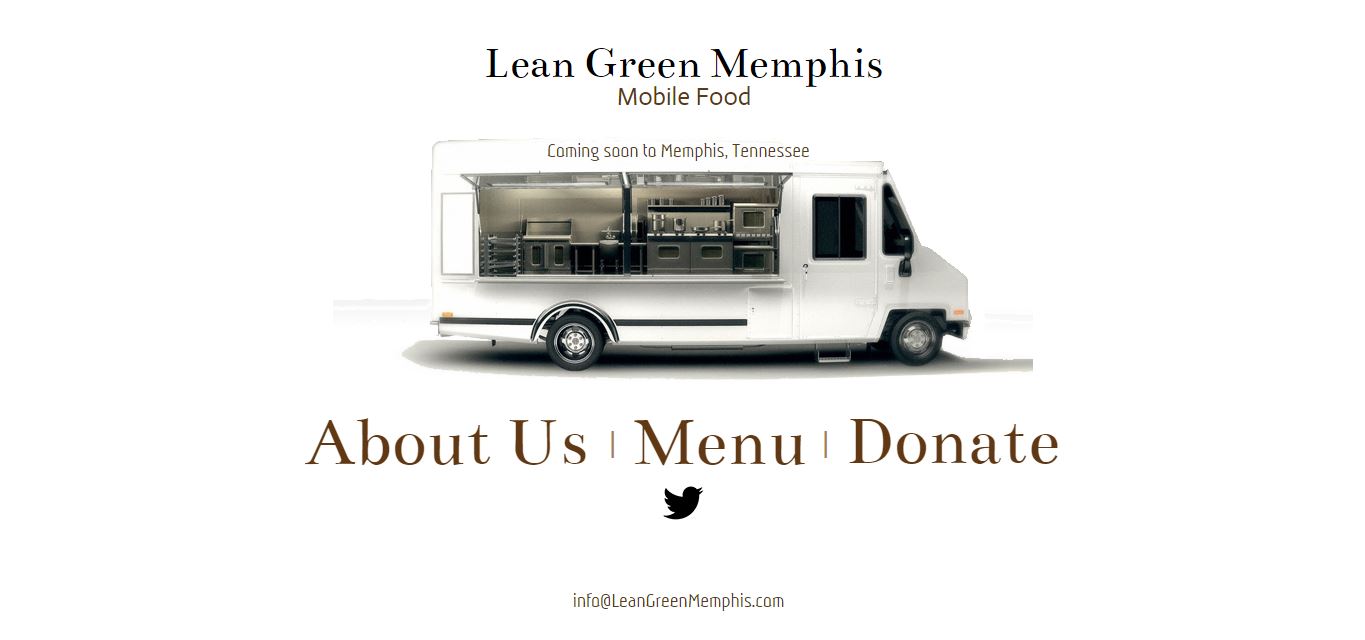 Lean Green Memphis
Mobile Food
Coming soon to Memphis, Tennessee
About Us | Menu | Donate
info@LeanGreenMemphis.com